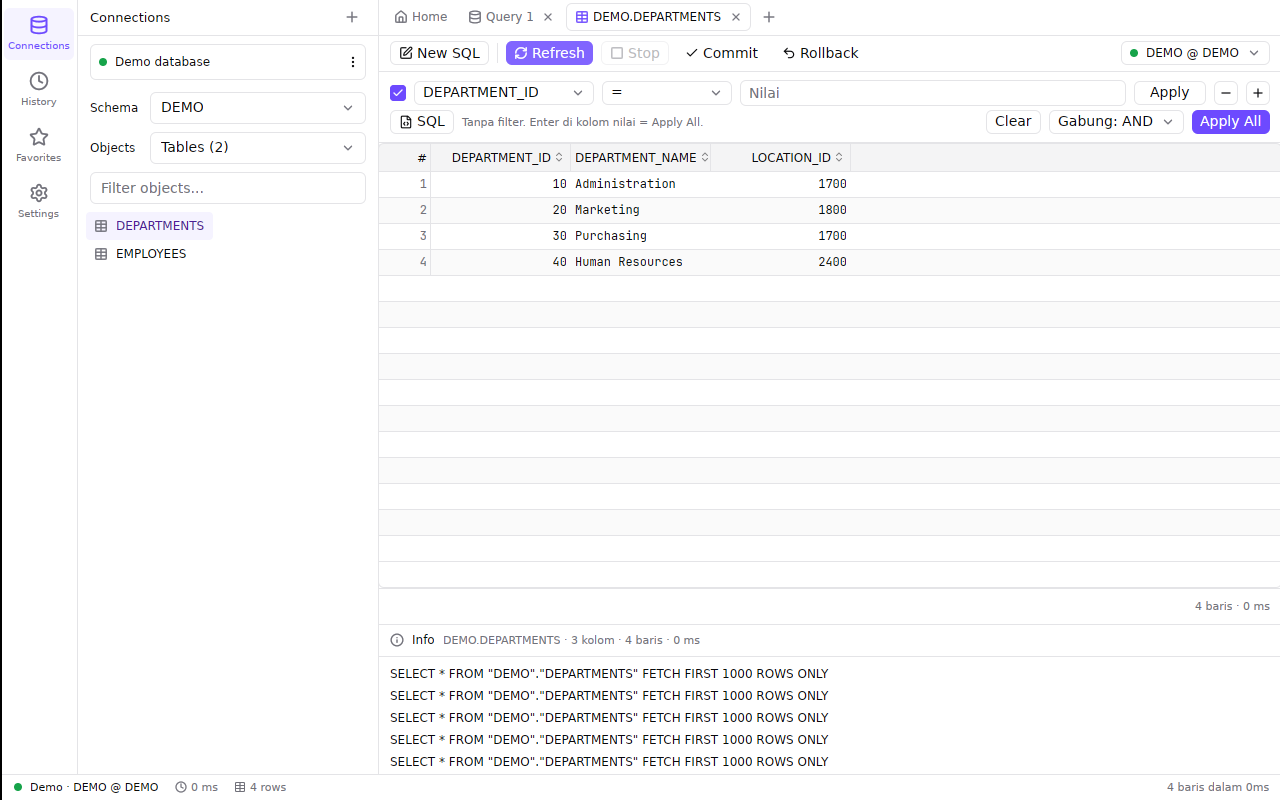 Connections
History
Favorites
Settings
Connections
Demo database
Schema DEMO
Objects Tables (2)
Filter objects...
DEPARTMENTS
EMPLOYEES
Home Query 1 DEMO.DEPARTMENTS
New SQL Refresh Stop Commit Rollback DEMO @ DEMO
DEPARTMENT_ID = Nilai Apply
SQL Tanpa filter. Enter di kolom nilai = Apply All. Clear Gabung: AND Apply All
# DEPARTMENT_ID DEPARTMENT_NAME LOCATION_ID
1 10 Administration 1700
2 20 Marketing 1800
3 30 Purchasing 1700
4 40 Human Resources 2400
4 baris · 0 ms
Info DEMO.DEPARTMENTS · 3 kolom · 4 baris · 0 ms
SELECT * FROM "DEMO"."DEPARTMENTS" FETCH FIRST 1000 ROWS ONLY
SELECT * FROM "DEMO"."DEPARTMENTS" FETCH FIRST 1000 ROWS ONLY
SELECT * FROM "DEMO"."DEPARTMENTS" FETCH FIRST 1000 ROWS ONLY
SELECT * FROM "DEMO"."DEPARTMENTS" FETCH FIRST 1000 ROWS ONLY
SELECT * FROM "DEMO"."DEPARTMENTS" FETCH FIRST 1000 ROWS ONLY
Demo · DEMO @ DEMO 0 ms 4 rows 4 baris dalam 0ms